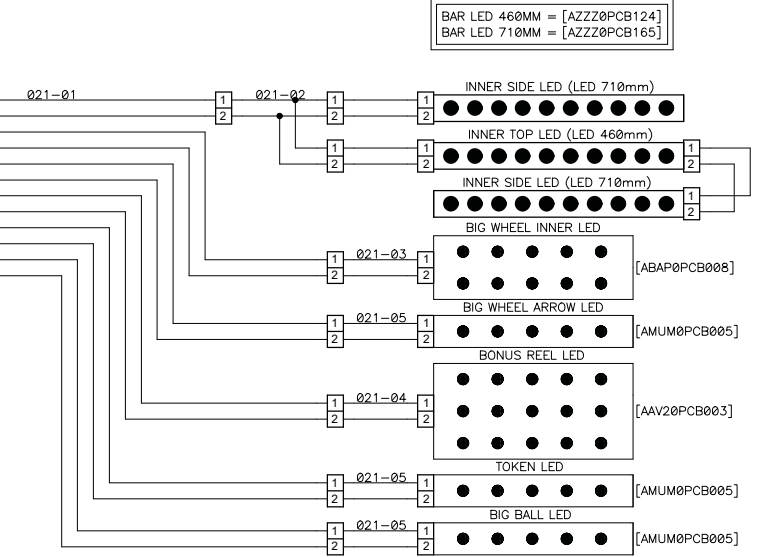 BAR LED 460MM = [AZZZ0PCB124]
BAR LED 710MM = [AZZZ0PCB165]
INNER SIDE LED (LED 710mm)
021-01 1 021-02 1 1
2 2 2
INNER TOP LED (LED 460mm)
1 1 1
2 2 2
INNER SIDE LED (LED 710mm)
1
2
BIG WHEEL INNER LED
1 021-03 1
2 2 [ABAP0PCB008]
BIG WHEEL ARROW LED
1 021-05 1
2 2 [AMUM0PCB005]
BONUS REEL LED
1 021-04 1
2 2 [AAV20PCB003]
TOKEN LED
1 021-05 1
2 2 [AMUM0PCB005]
BIG BALL LED
1 021-05 1
2 2 [AMUM0PCB005]